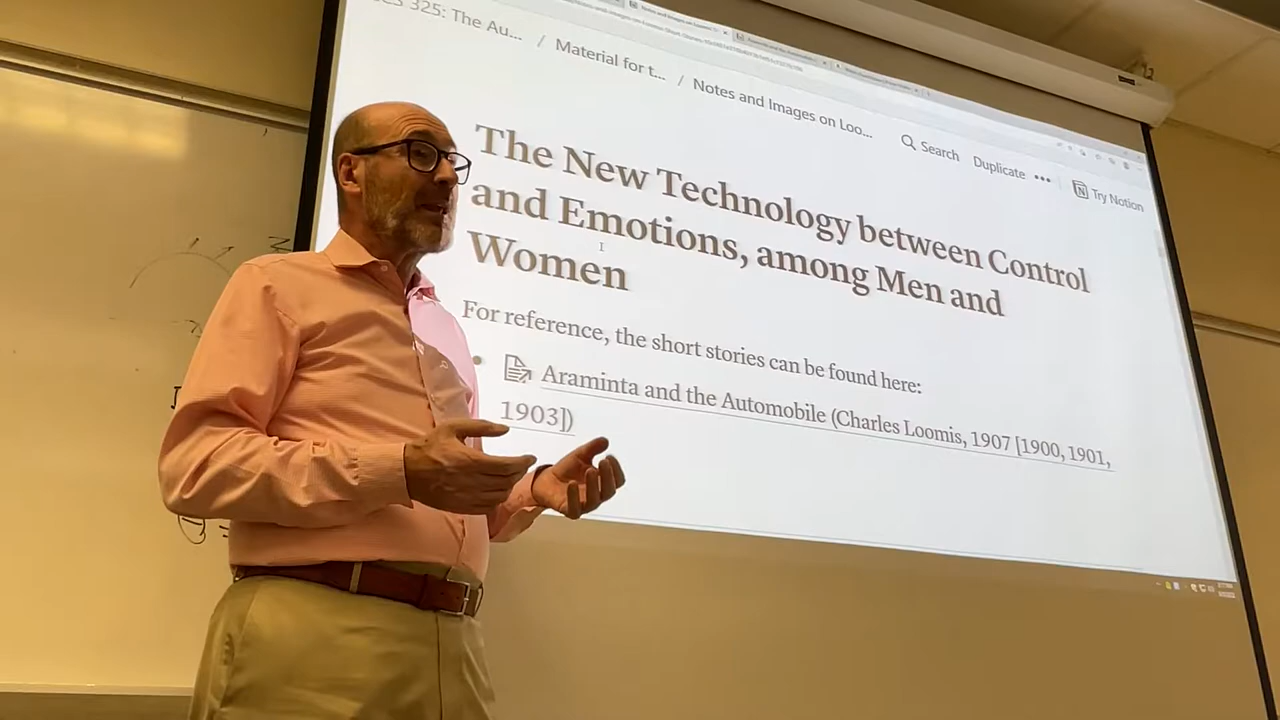 325: The Au... / Material for t... / Notes and Images on Loo...
Search Duplicate ••• Try Notion
The New Technology between Control
and Emotions, among Men and
Women
For reference, the short stories can be found here:
• Araminta and the Automobile (Charles Loomis, 1907 [1900, 1901,
1903])